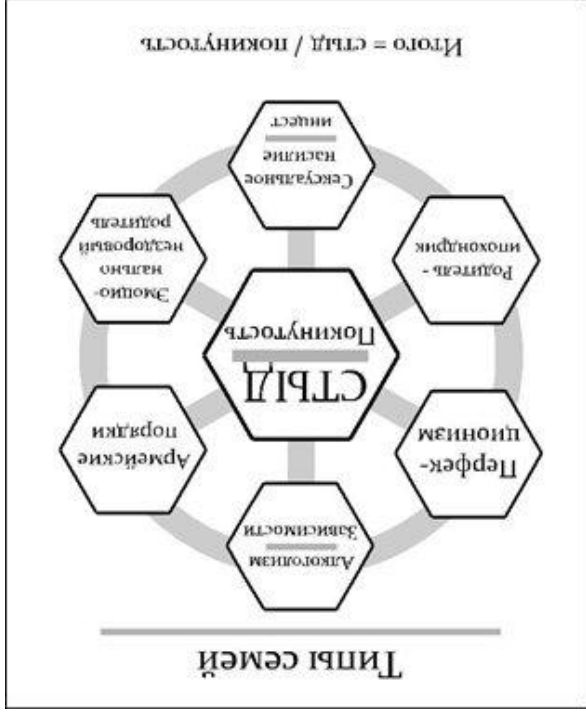 Типы семей
Алкоголизм
Зависимости
Перфек-
ционизм
Армейские
порядки
СТЫД
Покинутость
Родитель -
ипохондрик
Эмоцио-
нально
нездоровый
родитель
Сексуальное
насилие
инцест
Итого = стыд / покинутость